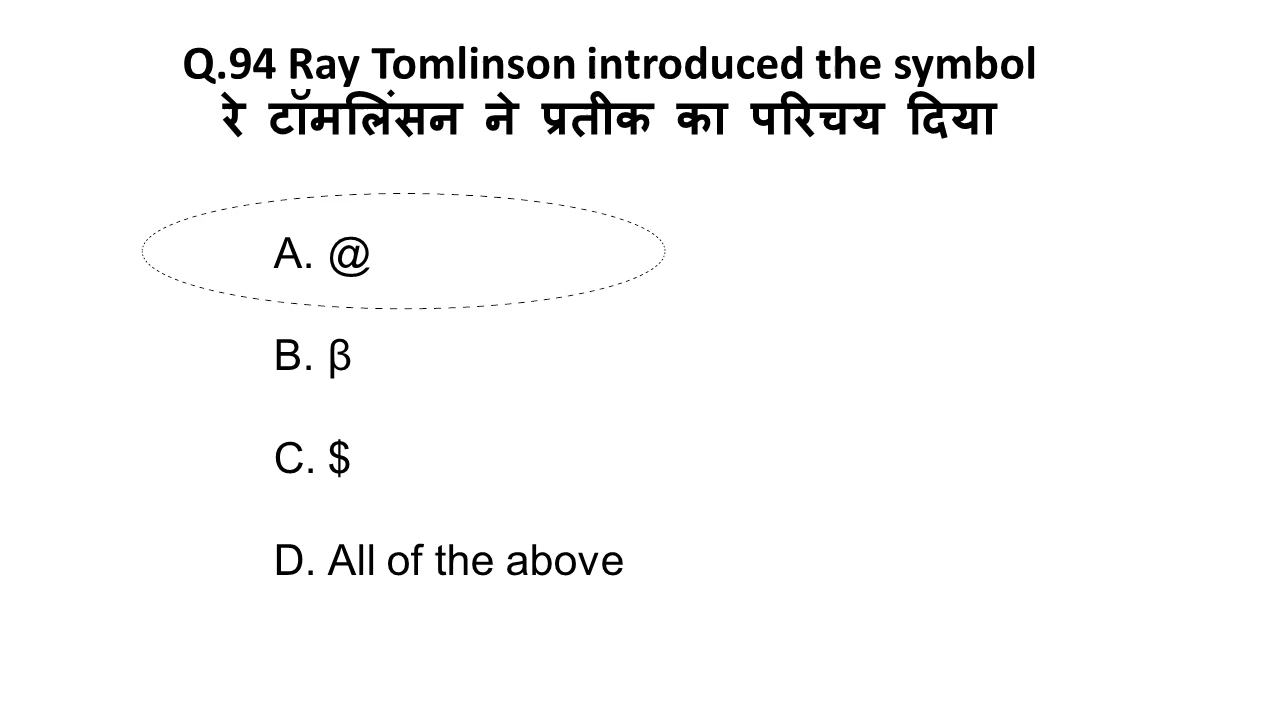 Q.94 Ray Tomlinson introduced the symbol
रे टॉमलिंसन ने प्रतीक का परिचय दिया
A. @
B. β
C. $
D. All of the above